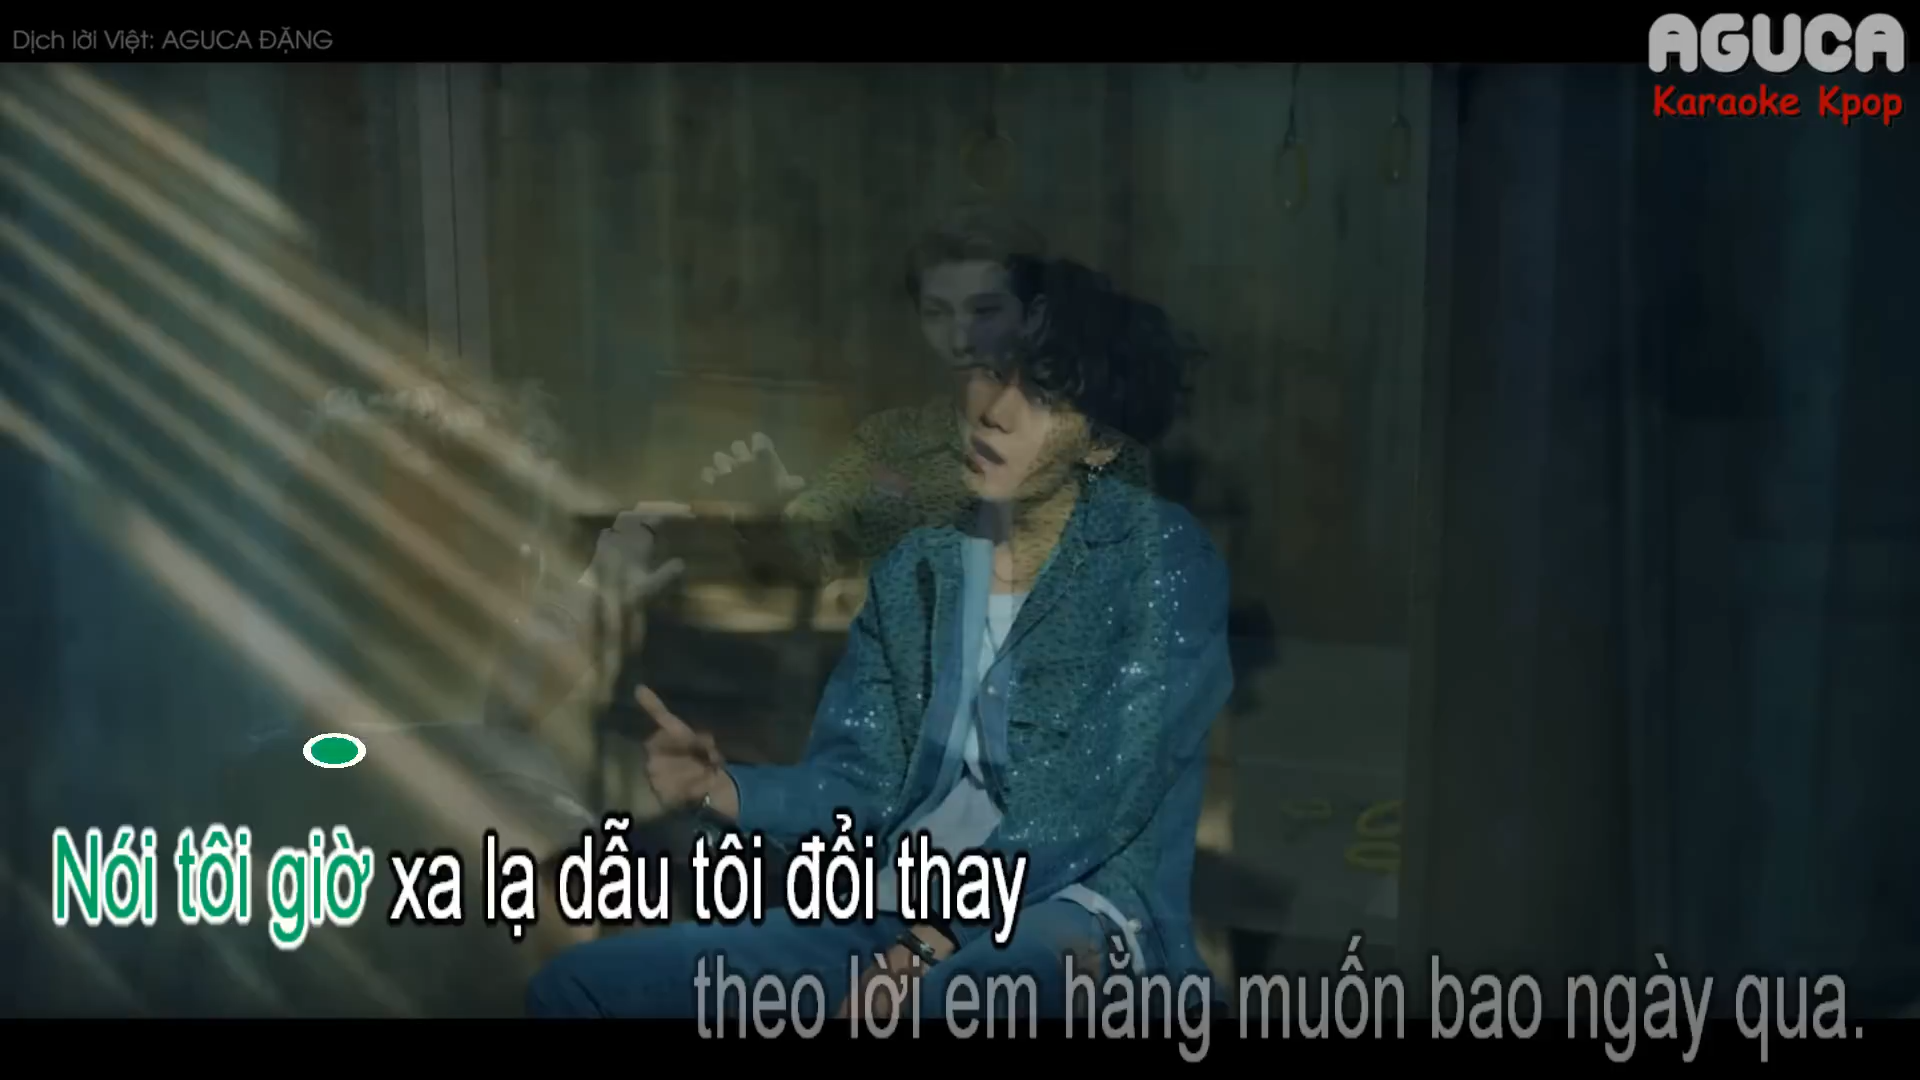 Dịch lời Việt: AGUCA ĐẶNG
AGUCA
Karaoke Kpop
Nói tôi giờ xa lạ dẫu tôi đổi thay
theo lời em hằng muốn bao ngày qua.